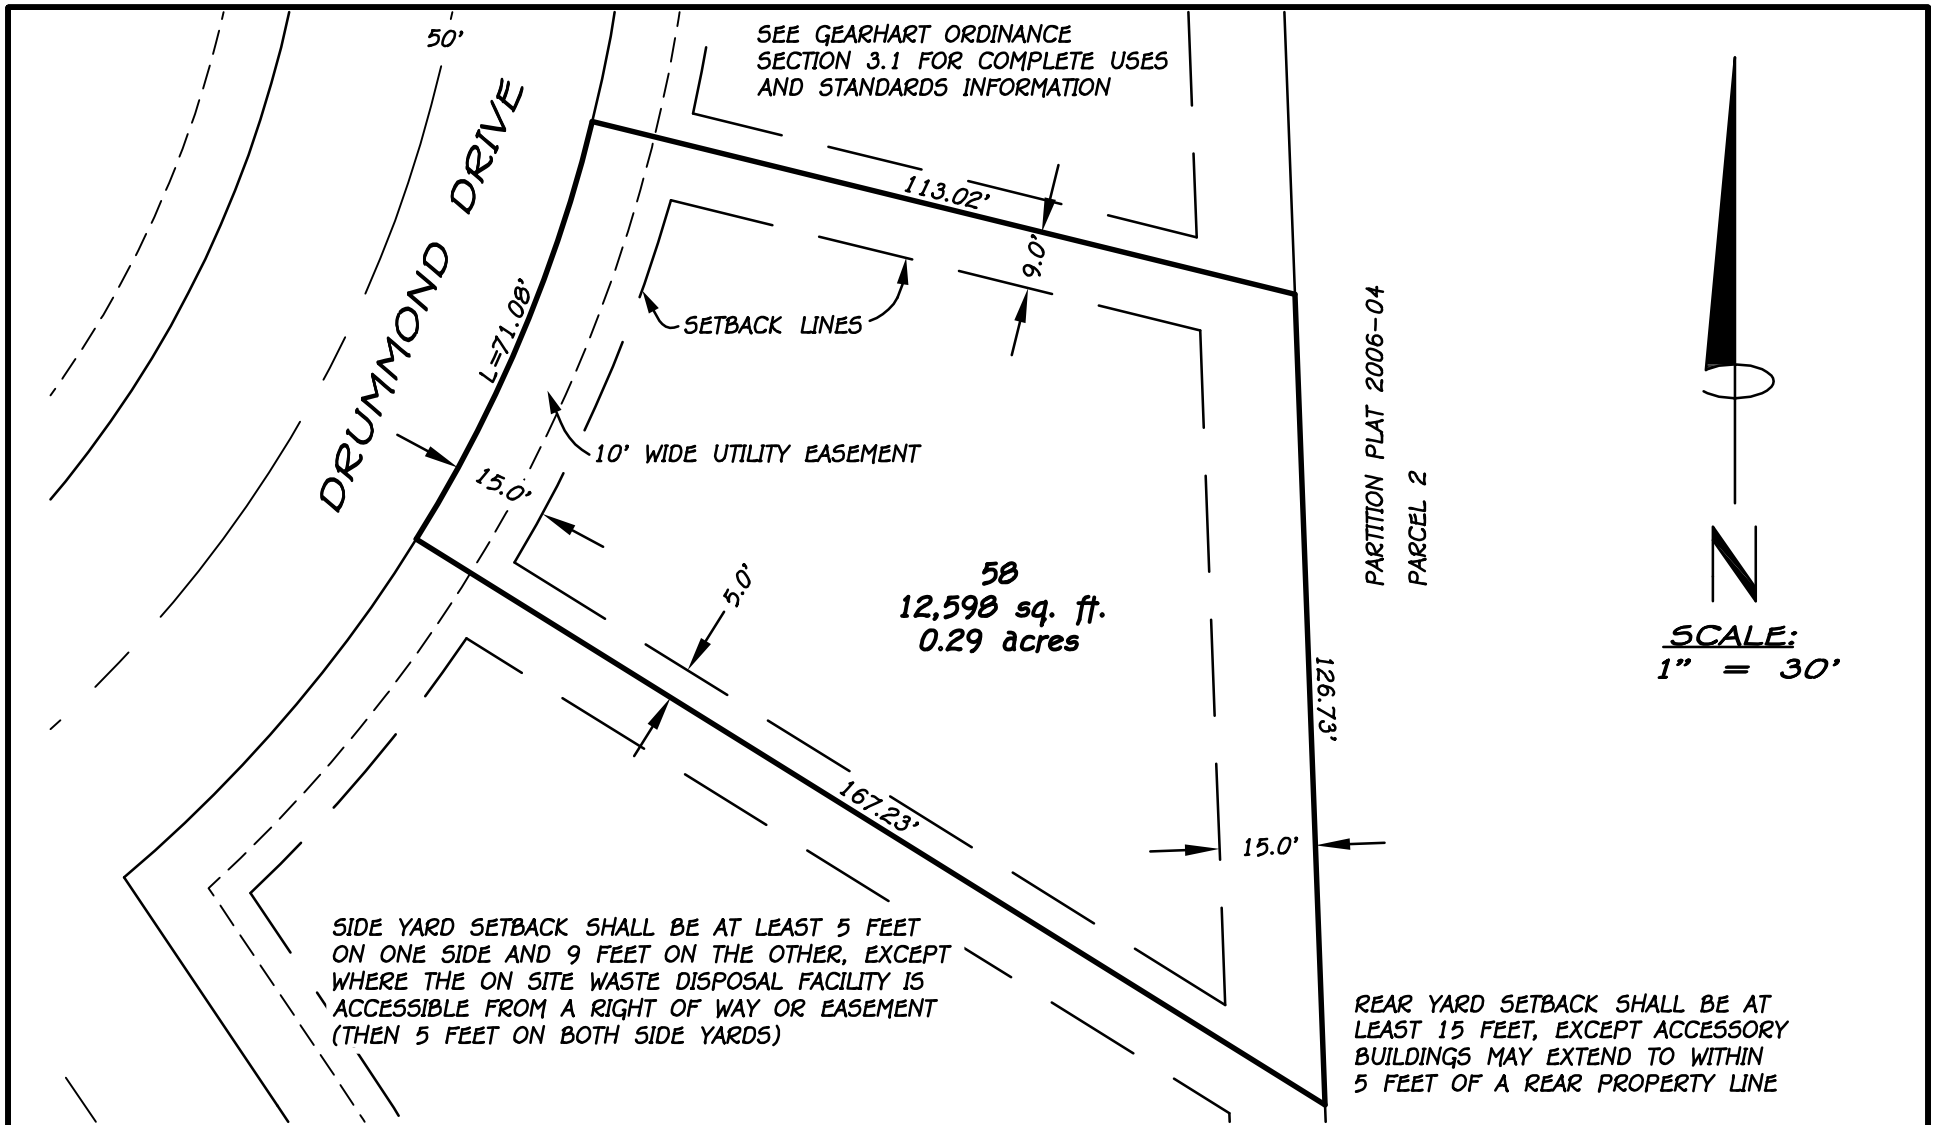 50'
SEE GEARHART ORDINANCE
SECTION 3.1 FOR COMPLETE USES
AND STANDARDS INFORMATION
DRUMMOND DRIVE
113.02'
9.0'
L=71.08'
SETBACK LINES
10' WIDE UTILITY EASEMENT
15.0'
PARTITION PLAT 2006-04
PARCEL 2
N
SCALE:
1" = 30'
58
12,598 sq. ft.
0.29 acres
5.0'
126.73'
167.23'
15.0'
SIDE YARD SETBACK SHALL BE AT LEAST 5 FEET
ON ONE SIDE AND 9 FEET ON THE OTHER, EXCEPT
WHERE THE ON SITE WASTE DISPOSAL FACILITY IS
ACCESSIBLE FROM A RIGHT OF WAY OR EASEMENT
(THEN 5 FEET ON BOTH SIDE YARDS)
REAR YARD SETBACK SHALL BE AT
LEAST 15 FEET, EXCEPT ACCESSORY
BUILDINGS MAY EXTEND TO WITHIN
5 FEET OF A REAR PROPERTY LINE